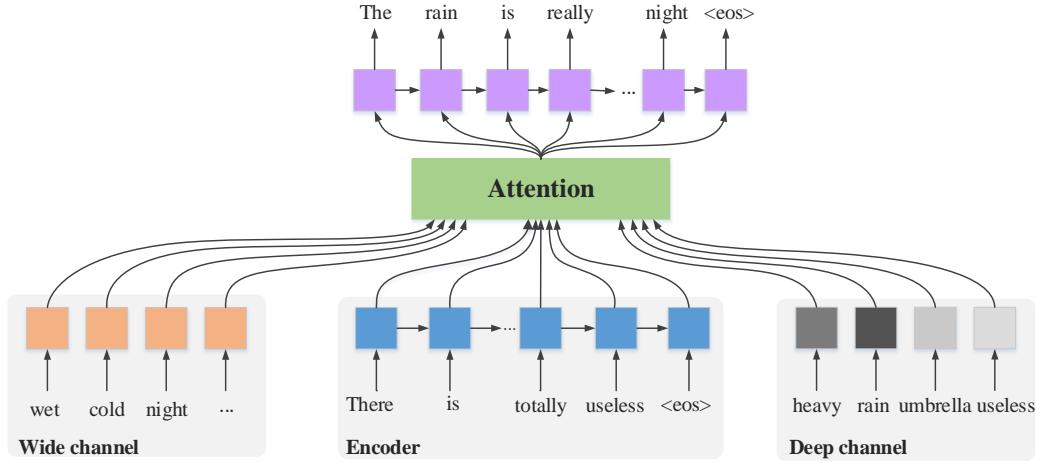 The rain is really ... night <eos>
Attention
wet cold night ...
Wide channel
...
There is totally useless <eos>
Encoder
heavy rain umbrella useless
Deep channel